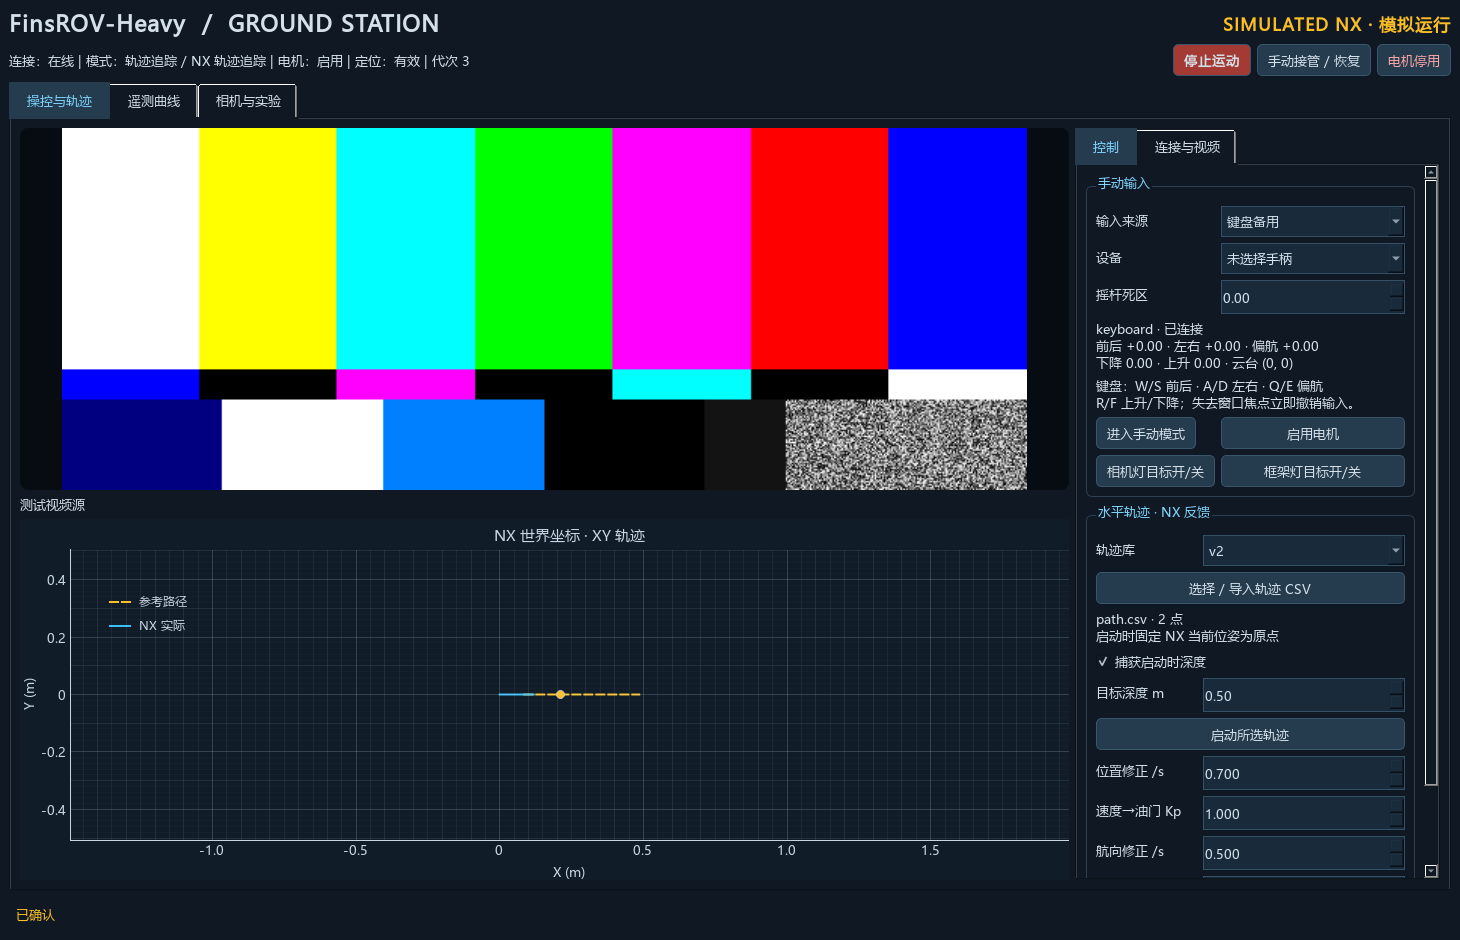 FinsROV-Heavy / GROUND STATION
SIMULATED NX · 模拟运行
连接：在线 | 模式：轨迹追踪 / NX 轨迹追踪 | 电机：启用 | 定位：有效 | 代次 3
停止运动
手动接管 / 恢复
电机停用
操控与轨迹
遥测曲线
相机与实验
控制
连接与视频
手动输入
输入来源
键盘备用
设备
未选择手柄
摇杆死区
0.00
keyboard · 已连接
前后 +0.00 · 左右 +0.00 · 偏航 +0.00
下降 0.00 · 上升 0.00 · 云台 (0, 0)
键盘：W/S 前后 · A/D 左右 · Q/E 偏航
R/F 上升/下降；失去窗口焦点立即撤销输入。
进入手动模式
启用电机
相机灯目标开/关
框架灯目标开/关
测试视频源
NX 世界坐标 · XY 轨迹
参考路径
NX 实际
0.4
0.2
0
-0.2
-0.4
Y (m)
-1.0
-0.5
0
0.5
1.0
1.5
X (m)
水平轨迹 · NX 反馈
轨迹库
v2
选择 / 导入轨迹 CSV
path.csv · 2 点
启动时固定 NX 当前位姿为原点
✓ 捕获启动时深度
目标深度 m
0.50
启动所选轨迹
位置修正 /s
0.700
速度→油门 Kp
1.000
航向修正 /s
0.500
已确认